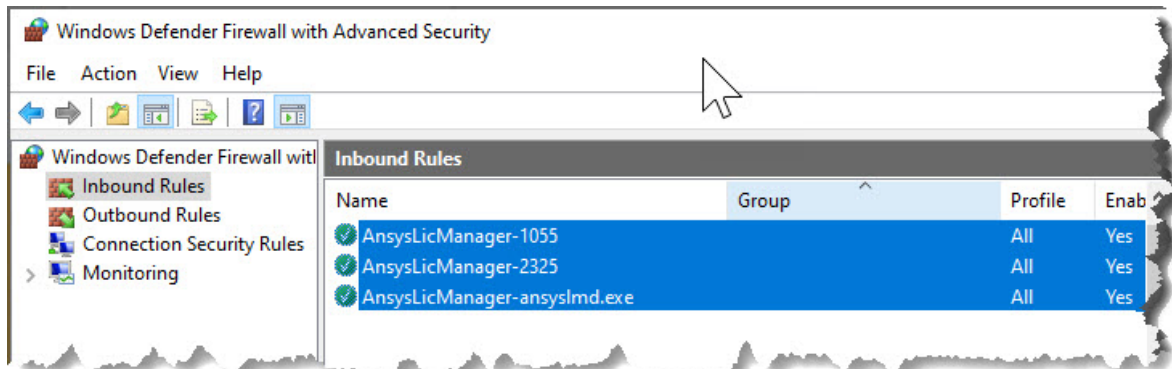 Windows Defender Firewall with Advanced Security
File Action View Help
Windows Defender Firewall witl
Inbound Rules
Outbound Rules
Connection Security Rules
Monitoring
Inbound Rules
Name Group Profile Enab
AnsysLicManager-1055 All Yes
AnsysLicManager-2325 All Yes
AnsysLicManager-ansyslmd.exe All Yes